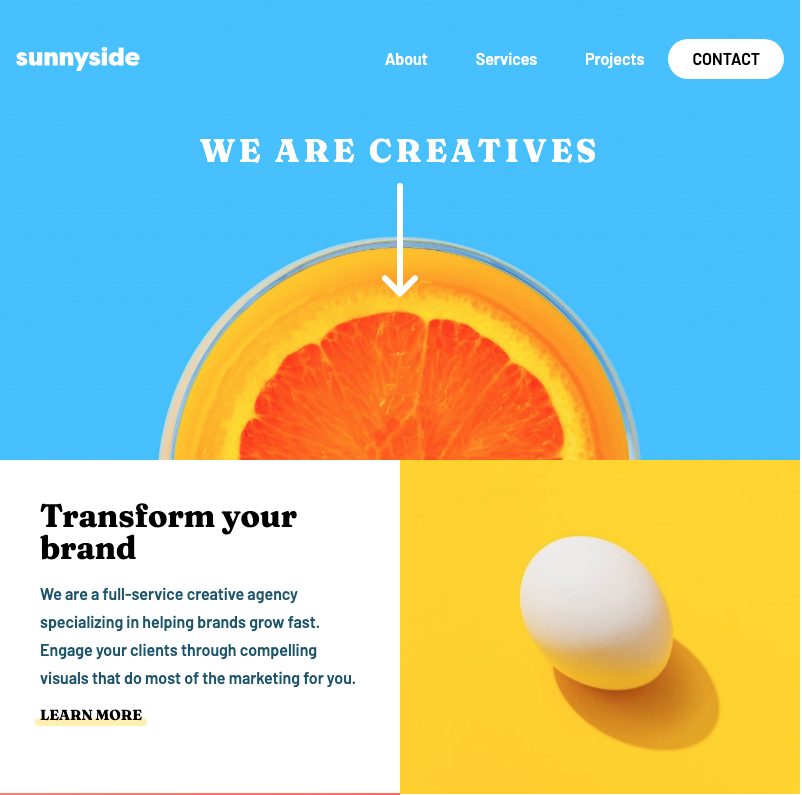 sunnyside
About Services Projects CONTACT
WE ARE CREATIVES
Transform your
brand
We are a full-service creative agency
specializing in helping brands grow fast.
Engage your clients through compelling
visuals that do most of the marketing for you.
LEARN MORE